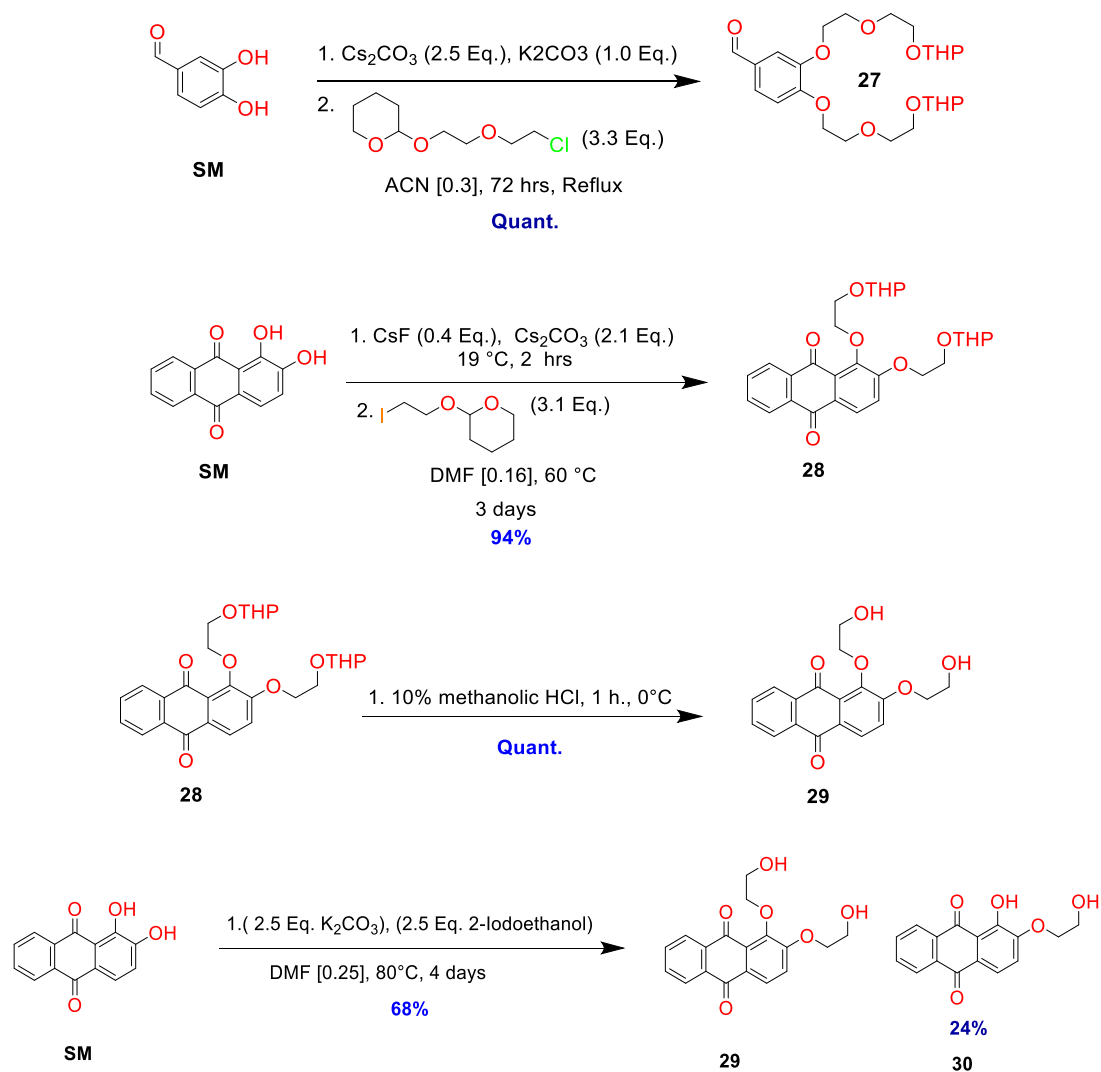 O
OH
OH
SM
1. Cs2CO3 (2.5 Eq.), K2CO3 (1.0 Eq.)
2.
O
O
O
Cl
(3.3 Eq.)
ACN [0.3], 72 hrs, Reflux
Quant.
O
O
O
OTHP
27
O
O
OTHP
O
OH
OH
O
SM
1. CsF (0.4 Eq.), Cs2CO3 (2.1 Eq.)
19 °C, 2 hrs
2.
I
O
O
(3.1 Eq.)
DMF [0.16], 60 °C
3 days
94%
OTHP
OTHP
O
O
O
O
28
OTHP
OTHP
O
O
O
O
28
1. 10% methanolic HCl, 1 h., 0°C
Quant.
OH
OH
O
O
O
O
29
O
OH
OH
O
SM
1.( 2.5 Eq. K2CO3), (2.5 Eq. 2-Iodoethanol)
DMF [0.25], 80°C, 4 days
68%
OH
OH
O
O
O
O
29
O
OH
OH
O
O
24%
30